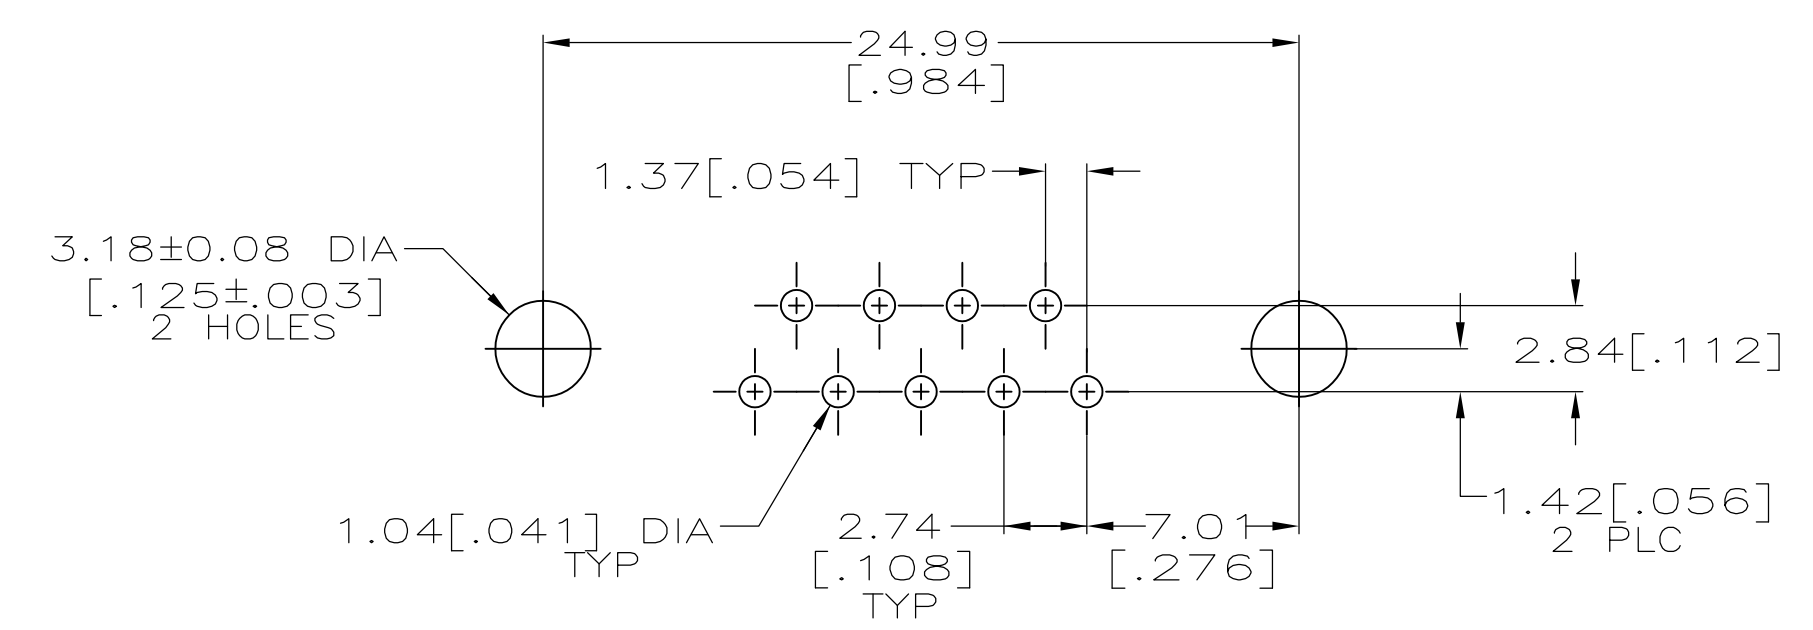 24.99
[.984]
1.37[.054] TYP
3.18±0.08 DIA
[.125±.003]
2 HOLES
2.84[.112]
1.42[.056]
2 PLC
1.04[.041] DIA
TYP
2.74
[.108]
TYP
7.01
[.276]